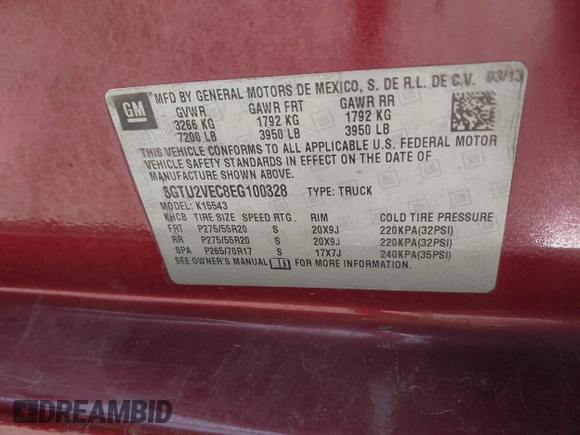 GM
MFD BY GENERAL MOTORS DE MEXICO, S. DE R.L. DE C.V. 03/13
GVWR GAWR FRT GAWR RR
3266 KG 1792 KG 1792 KG
7200 LB 3950 LB 3950 LB
THIS VEHICLE CONFORMS TO ALL APPLICABLE U.S. FEDERAL MOTOR
VEHICLE SAFETY STANDARDS IN EFFECT ON THE DATE OF
MANUFACTURE SHOWN ABOVE.
3GTU2VEC8EG100328 TYPE: TRUCK
MODEL: K15543
KHCB TIRE SIZE SPEED RTG. RIM COLD TIRE PRESSURE
FRT P275/55R20 S 20X9J 220KPA(32PSI)
RR P275/55R20 S 20X9J 220KPA(32PSI)
SPA P265/70R17 S 17X7J 240KPA(35PSI)
SEE OWNER'S MANUAL FOR MORE INFORMATION.
DREAMBID